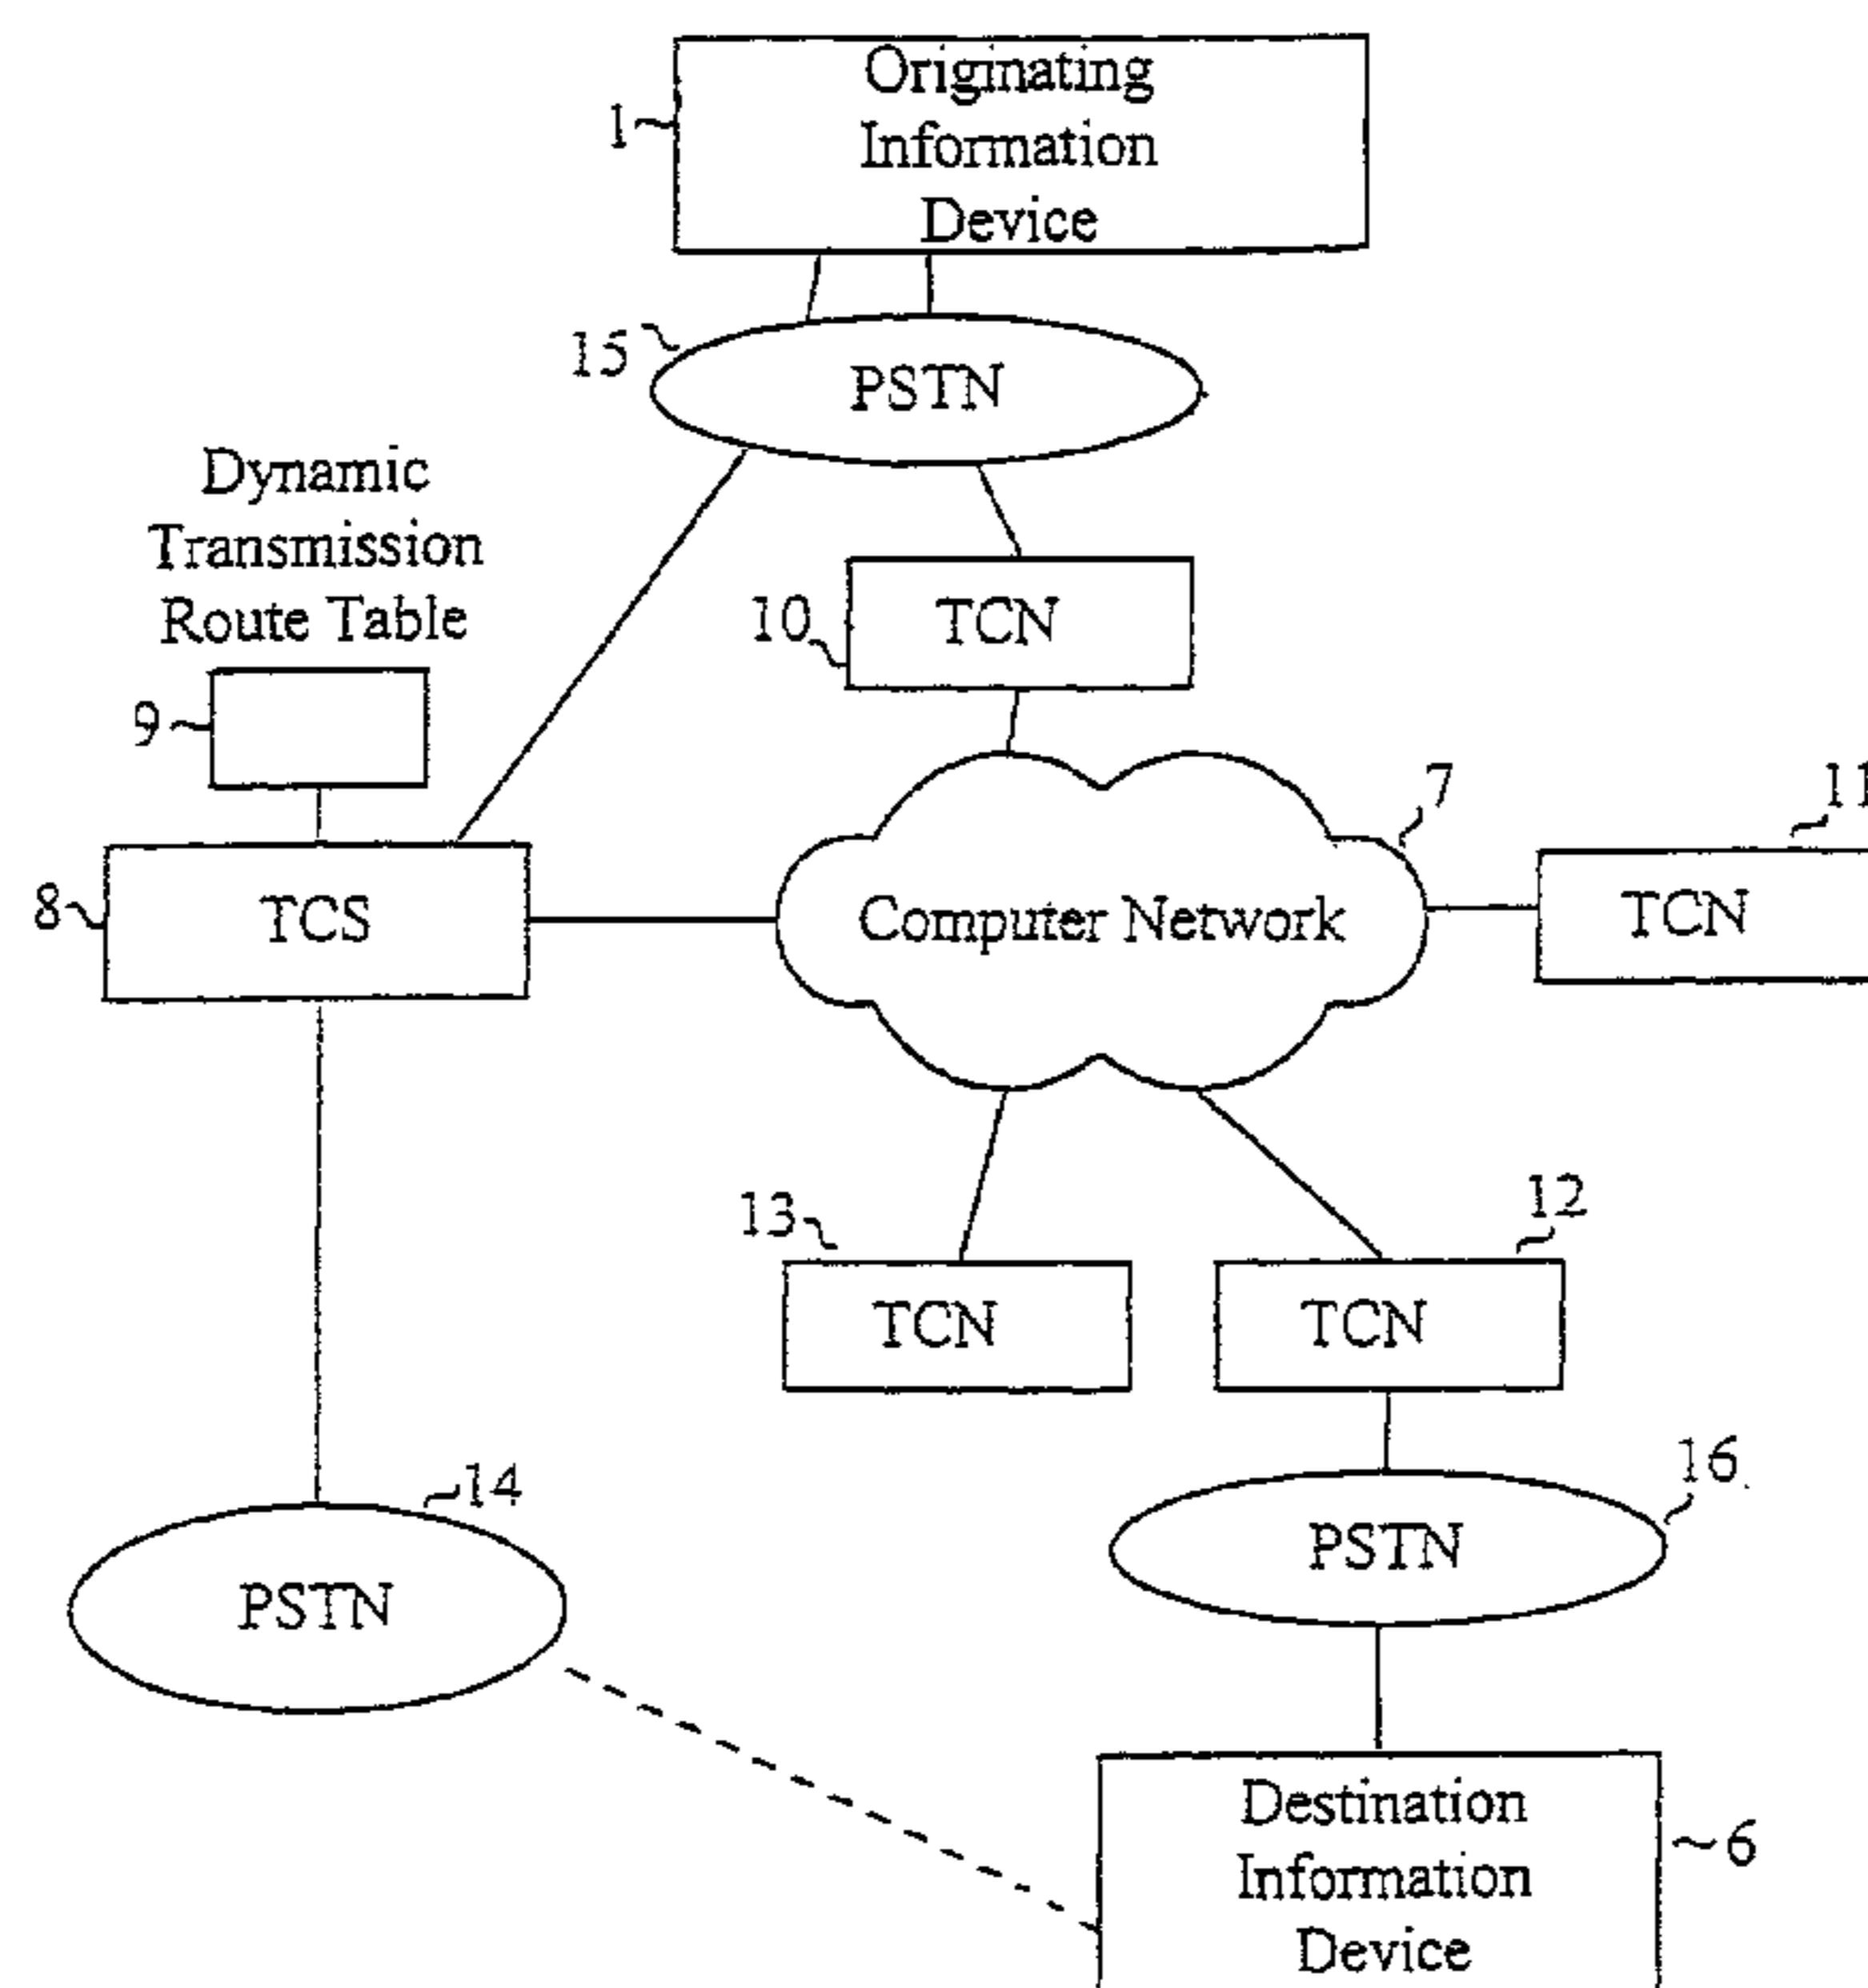 Originating
Information
Device
1
15
PSTN
Dynamic
Transmission
Route Table
10
TCN
9
7
11
8
TCS
Computer Network
TCN
13
12
TCN
TCN
14
16
PSTN
PSTN
Destination
Information
Device
6